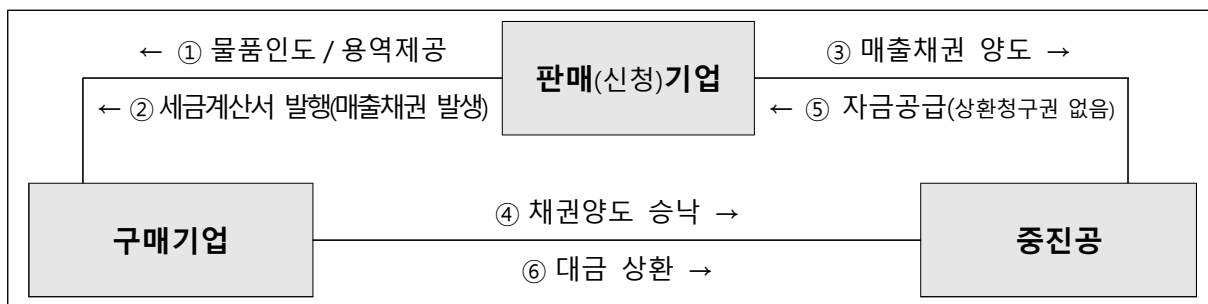 ← ① 물품인도 / 용역제공
③ 매출채권 양도 →
판매(신청)기업
← ② 세금계산서 발행(매출채권 발생)
← ⑤ 자금공급(상환청구권 없음)
④ 채권양도 승낙 →
구매기업
중진공
⑥ 대금 상환 →